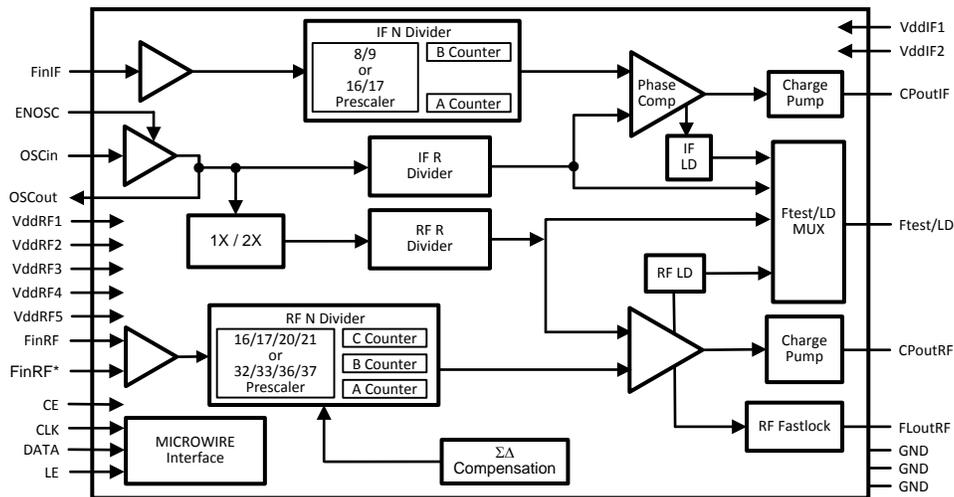 FinIF
ENOSC
OSCin
OSCout
VddRF1
VddRF2
VddRF3
VddRF4
VddRF5
FinRF
FinRF*
CE
CLK
DATA
LE
IF N Divider
8/9
or
16/17
Prescaler
B Counter
A Counter
IF R
Divider
1X / 2X
RF R
Divider
RF N Divider
16/17/20/21
or
32/33/36/37
Prescaler
C Counter
B Counter
A Counter
MICROWIRE
Interface
ΣΔ
Compensation
Phase
Comp
IF
LD
RF LD
Charge
Pump
Ftest/LD
MUX
Charge
Pump
RF Fastlock
VddIF1
VddIF2
CPoutIF
Ftest/LD
CPoutRF
FLoutRF
GND
GND
GND